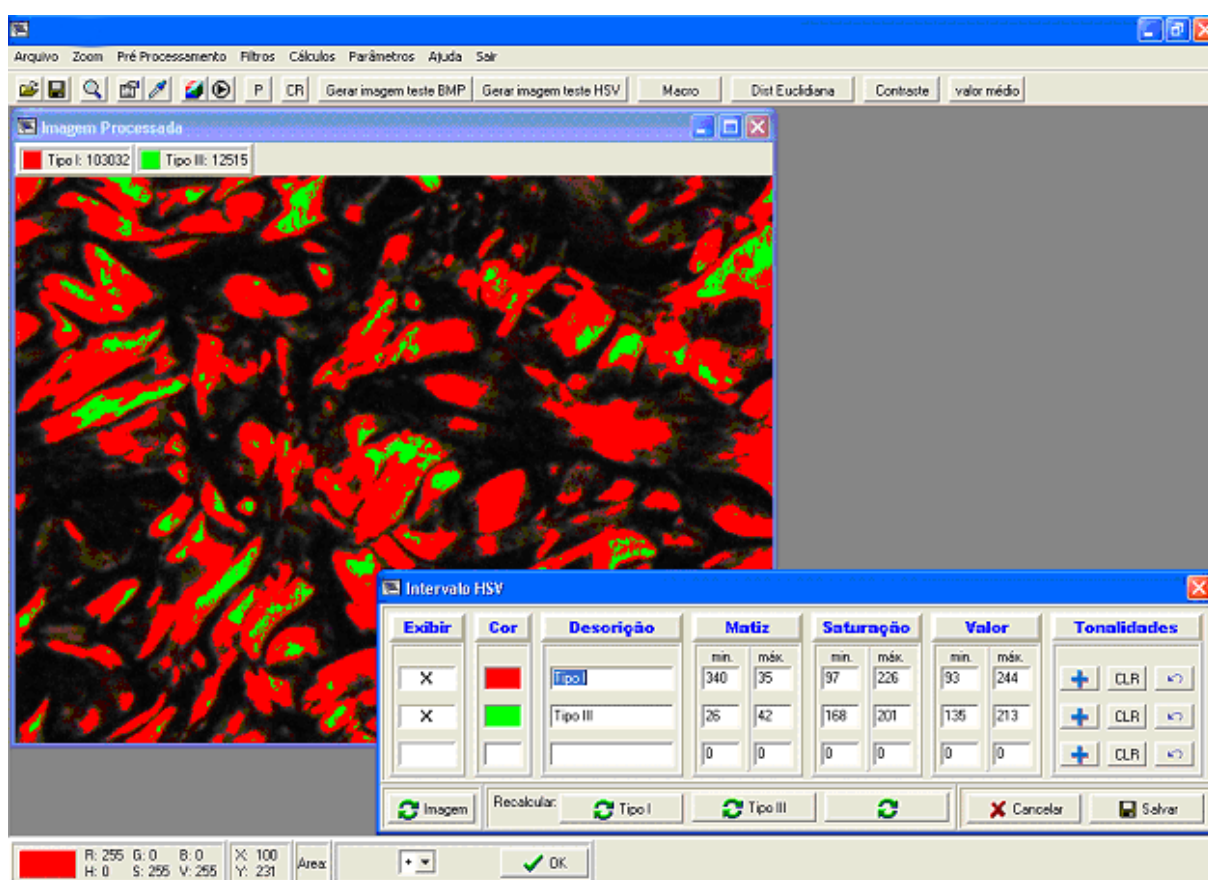 Arquivo Zoom Pré Processamento Filtros Cálculos Parâmetros Ajuda Sair
P CR Gerar imagem teste BMP Gerar imagem teste HSV Macro Dist Euclidiana Contraste valor médio
Imagem Processada
Tipo I: 103032 Tipo III: 12515
Intervalo HSV
Exibir Cor Descrição Matiz Saturação Valor Tonalidades
min. máx. min. máx. min. máx.
X Tipo I 340 35 97 226 93 244 CLR
X Tipo III 26 42 168 201 135 213 CLR
0 0 0 0 0 0 CLR
Imagem Recalcular: Tipo I Tipo III Cancelar Salvar
R: 255 G: 0 B: 0 X: 100 Area: + OK
H: 0 S: 255 V: 255 Y: 231